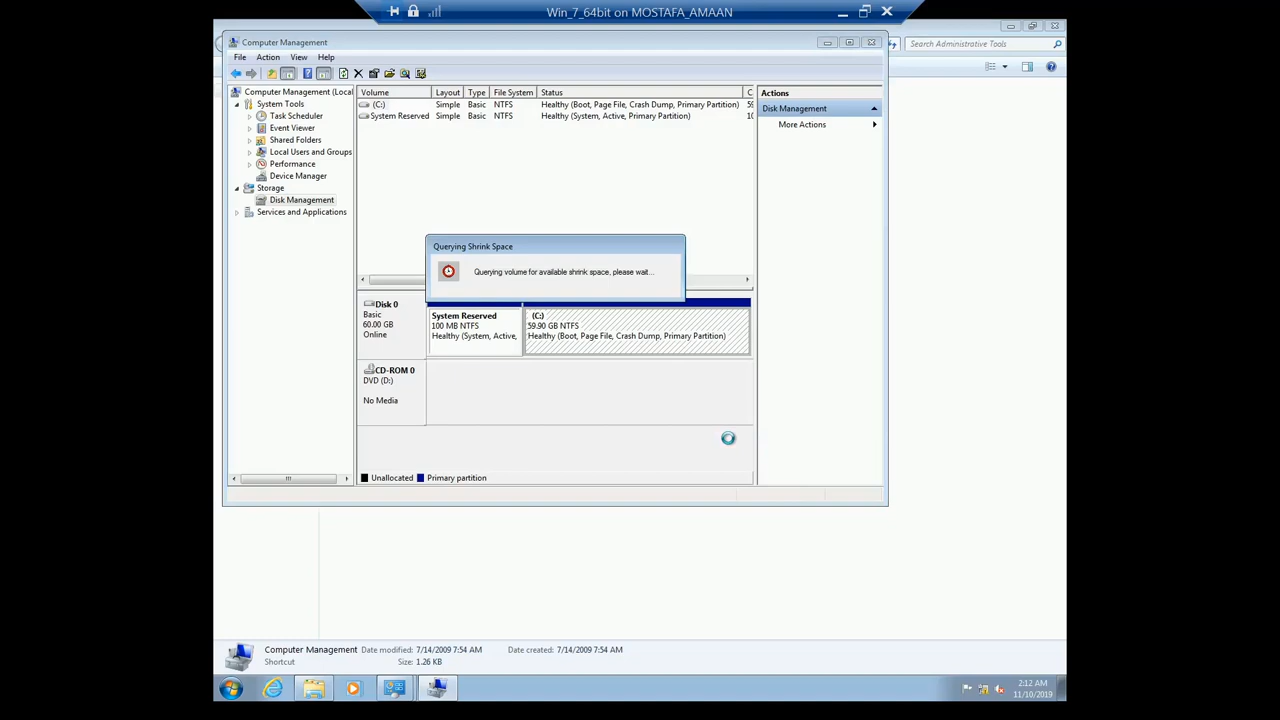 Win_7_64bit on MOSTAFA_AMAAN
Computer Management
Search Administrative Tools
File Action View Help
Computer Management (Local
System Tools
Task Scheduler
Event Viewer
Shared Folders
Local Users and Groups
Performance
Device Manager
Storage
Disk Management
Services and Applications
Volume Layout Type File System Status C
(C:) Simple Basic NTFS Healthy (Boot, Page File, Crash Dump, Primary Partition) 59
System Reserved Simple Basic NTFS Healthy (System, Active, Primary Partition) 10
Actions
Disk Management
More Actions
Querying Shrink Space
Querying volume for available shrink space, please wait...
Disk 0
Basic
60.00 GB
Online
System Reserved
100 MB NTFS
Healthy (System, Active,
(C:)
59.90 GB NTFS
Healthy (Boot, Page File, Crash Dump, Primary Partition)
CD-ROM 0
DVD (D:)
No Media
Unallocated Primary partition
Computer Management Date modified: 7/14/2009 7:54 AM Date created: 7/14/2009 7:54 AM
Shortcut Size: 1.26 KB
2:12 AM
11/10/2019